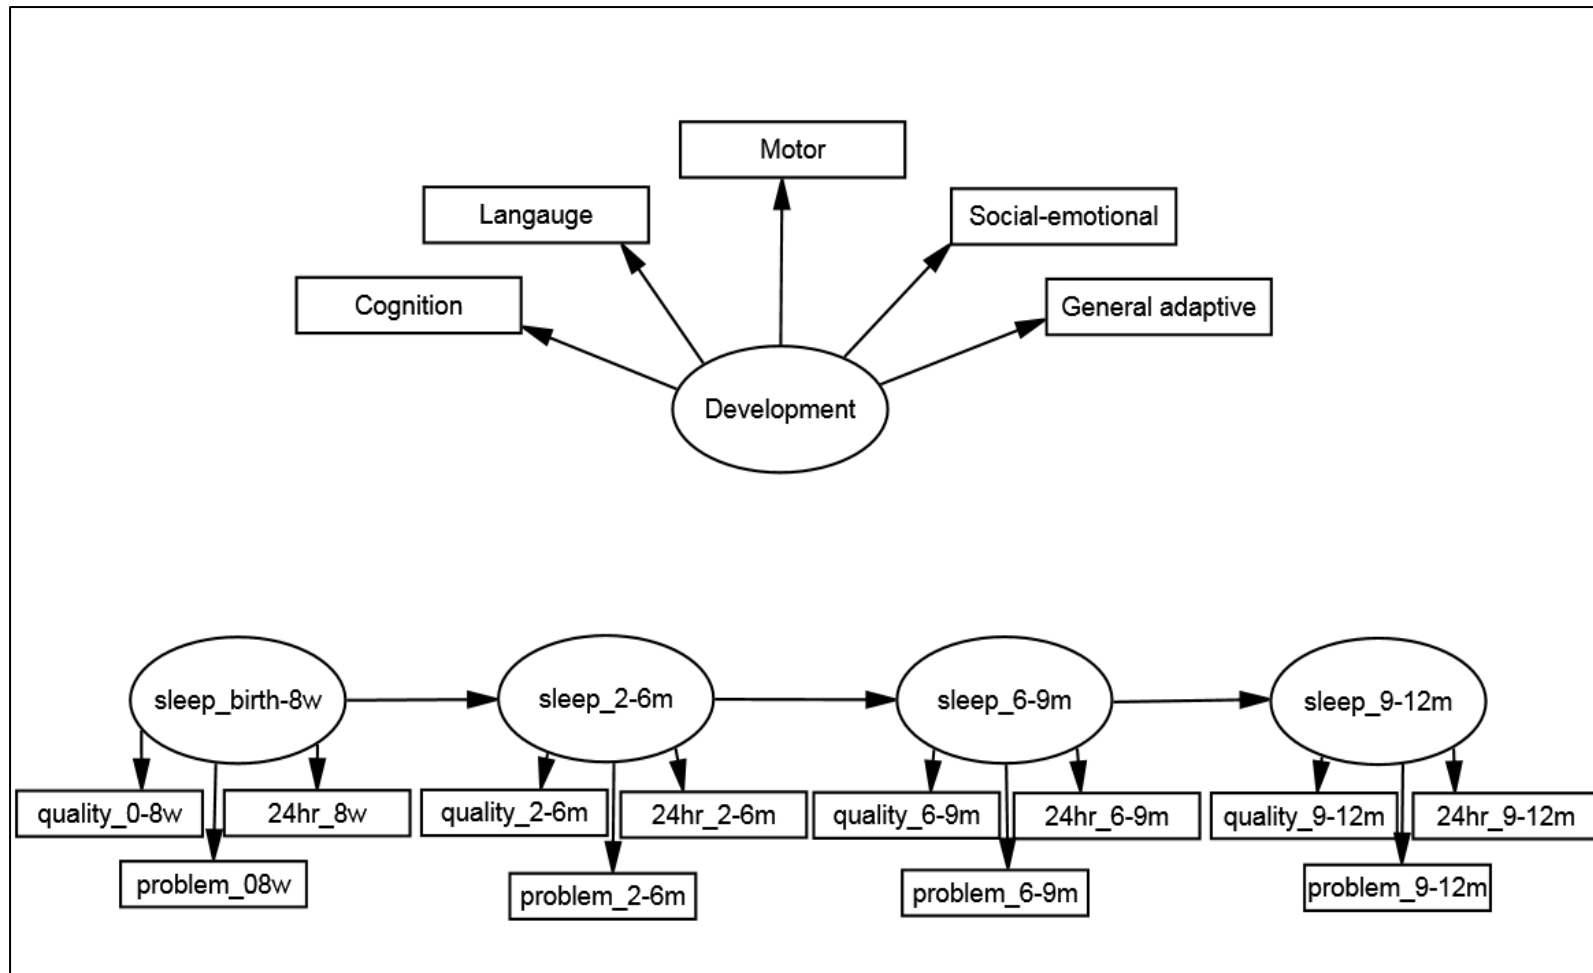 Motor
Langauge
Social-emotional
Cognition
General adaptive
Development
sleep_birth-8w
sleep_2-6m
sleep_6-9m
sleep_9-12m
quality_0-8w
24hr_8w
quality_2-6m
24hr_2-6m
quality_6-9m
24hr_6-9m
quality_9-12m
24hr_9-12m
problem_08w
problem_2-6m
problem_6-9m
problem_9-12m